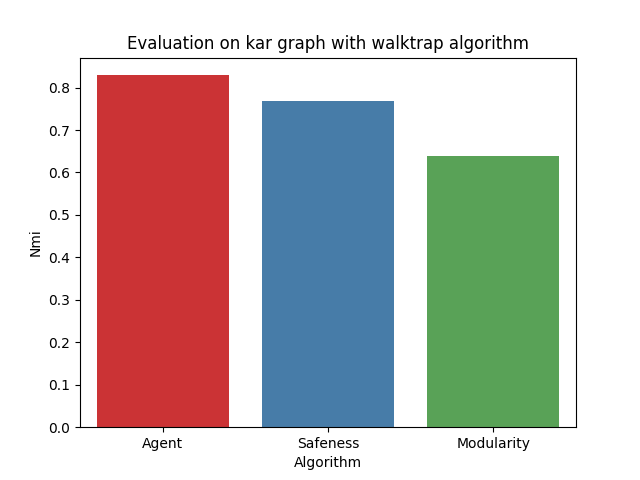 Evaluation on kar graph with walktrap algorithm
0.8
0.7
0.6
0.5
0.4
0.3
0.2
0.1
0.0
Nmi
Agent
Safeness
Modularity
Algorithm